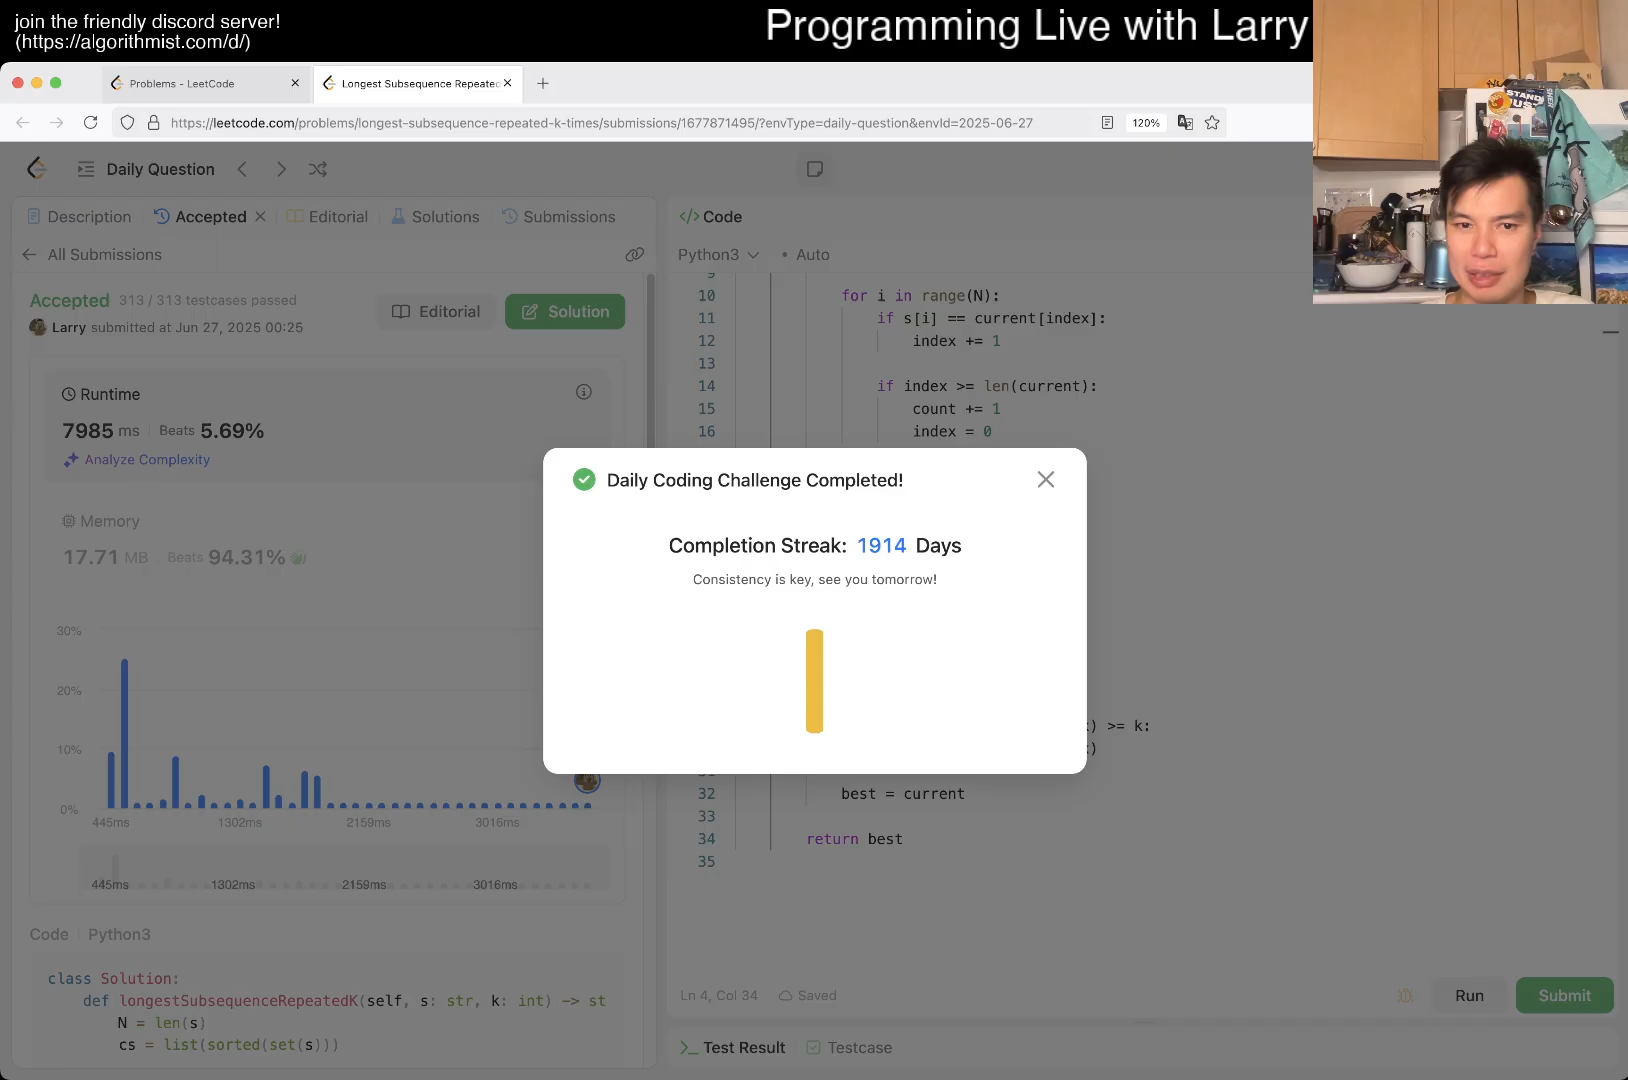 join the friendly discord server!
(https://algorithmist.com/d/)
Programming Live with Larry
Problems - LeetCode
Longest Subsequence Repeated
https://leetcode.com/problems/longest-subsequence-repeated-k-times/submissions/1677871495/?envType=daily-question&envId=2025-06-27
120%
Daily Question
Description
Accepted
Editorial
Solutions
Submissions
</> Code
All Submissions
Python3
• Auto
Accepted 313 / 313 testcases passed
Larry submitted at Jun 27, 2025 00:25
Editorial
Solution
Runtime
7985 ms Beats 5.69%
Analyze Complexity
Memory
17.71 MB Beats 94.31%
30%
20%
10%
0%
445ms 1302ms 2159ms 3016ms
445ms 1302ms 2159ms 3016ms
Code Python3
class Solution:
def longestSubsequenceRepeatedK(self, s: str, k: int) -> st
N = len(s)
cs = list(sorted(set(s)))
9
10 for i in range(N):
11 if s[i] == current[index]:
12 index += 1
13
14 if index >= len(current):
15 count += 1
16 index = 0
Daily Coding Challenge Completed!
Completion Streak: 1914 Days
Consistency is key, see you tomorrow!
) >= k:
)
32 best = current
33
34 return best
35
Ln 4, Col 34
Saved
Run
Submit
Test Result
Testcase